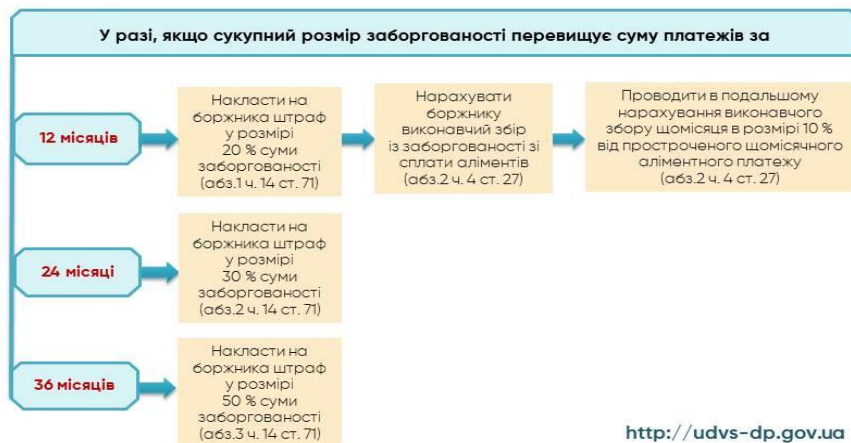 У разі, якщо сукупний розмір заборгованості перевищує суму платежів за
12 місяців
Накласти на
боржника штраф
у розмірі
20 % суми
заборгованості
(абз.1 ч. 14 ст. 71)
Нарахувати
боржнику
виконавчий збір
із заборгованості зі
сплати аліментів
(абз.2 ч. 4 ст. 27)
Проводити в подальшому
нарахування виконавчого
збору щомісяця в розмірі 10 %
від простроченого щомісячного
аліментного платежу
(абз.2 ч. 4 ст. 27)
24 місяці
Накласти на
боржника штраф
у розмірі
30 % суми
заборгованості
(абз.2 ч. 14 ст. 71)
36 місяців
Накласти на
боржника штраф
у розмірі
50 % суми
заборгованості
(абз.3 ч. 14 ст. 71)
http://udvs-dp.gov.ua